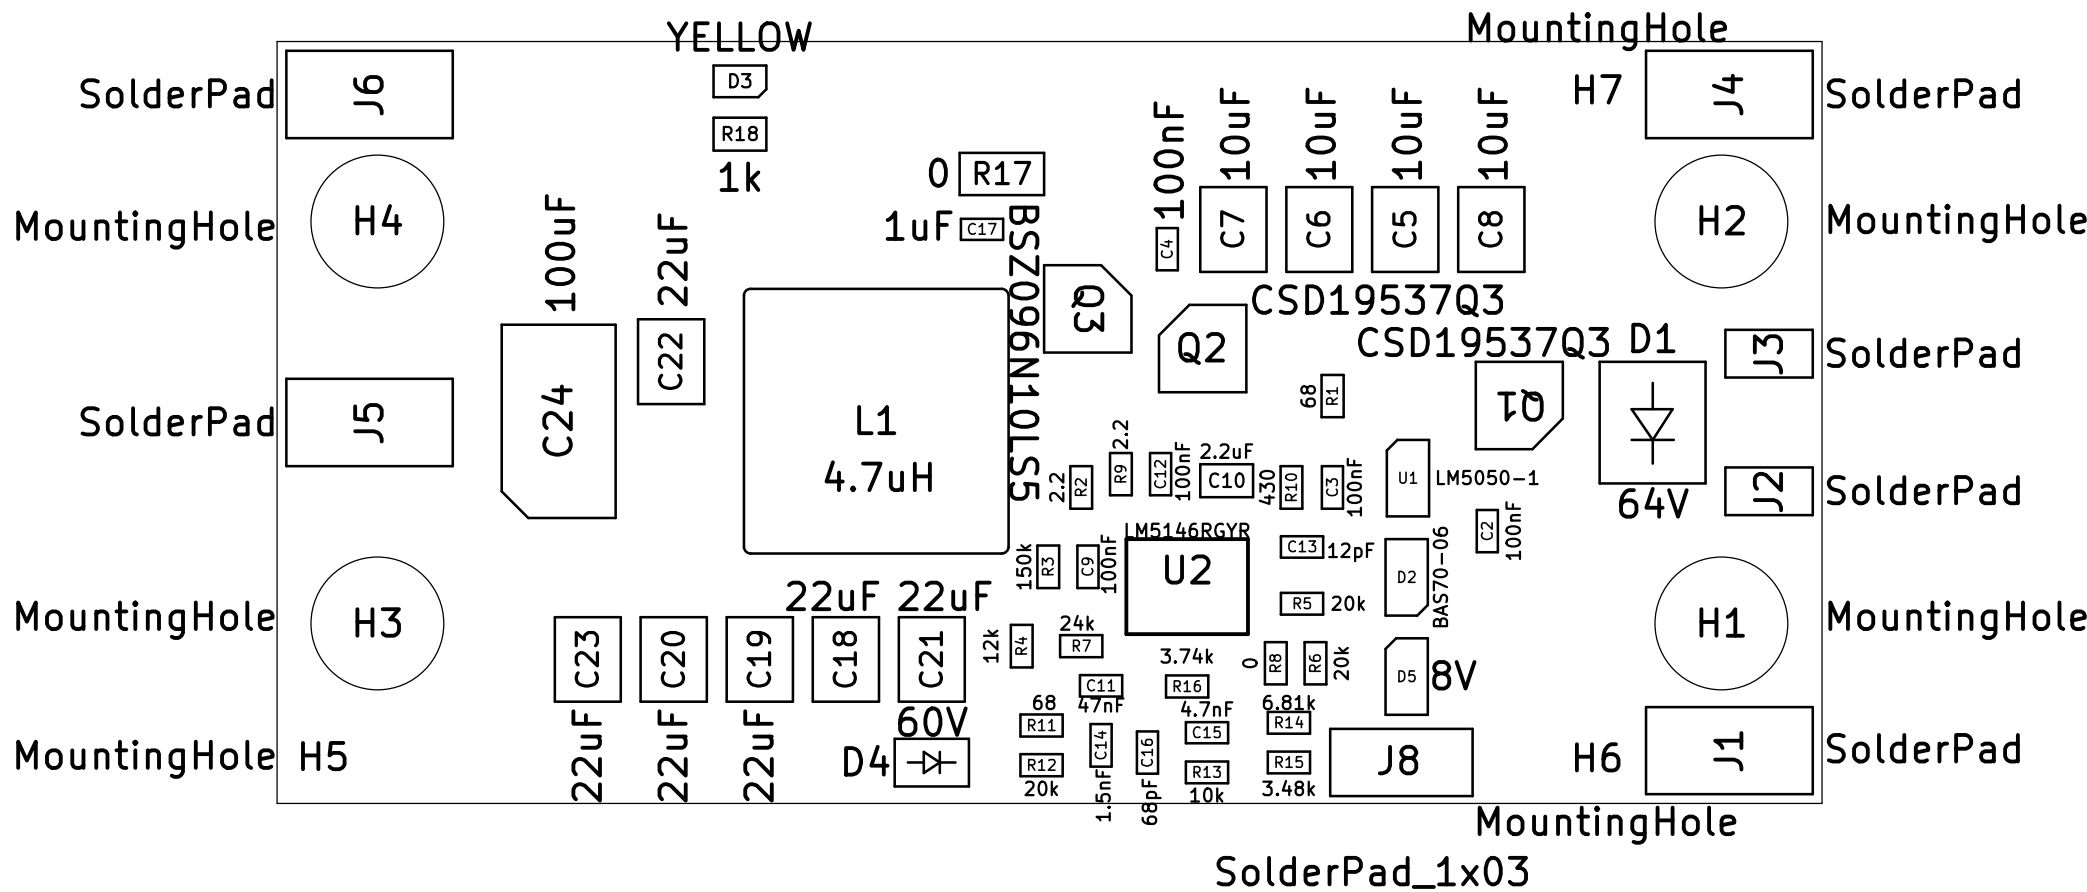 YELLOW
MountingHole
SolderPad
J6
D3
H7
J4
SolderPad
R18
1k
100nF
10uF
10uF
10uF
10uF
0
R17
MountingHole
H4
100uF
22uF
1uF
C17
BSZ096N10LS5
C4
C7
C6
C5
C8
H2
MountingHole
Q3
CSD19537Q3
Q2
CSD19537Q3
D1
J3
SolderPad
C22
SolderPad
J5
C24
L1
4.7uH
68
R1
Q1
2.2
R9
2.2
R2
C12
100nF
2.2uF
C10
430
R10
C3
100nF
U1
LM5050-1
64V
J2
SolderPad
LM5146RGYR
U2
C13
12pF
C2
100nF
150k
R3
C9
100nF
D2
BAS70-06
22uF
22uF
R5
20k
MountingHole
H3
H1
MountingHole
C23
C20
C19
C18
C21
12k
R4
24k
R7
3.74k
0
R8
R6
20k
D5
8V
C11
47nF
R16
22uF
22uF
22uF
60V
D4
68
R11
R12
20k
C14
1.5nF
C16
68pF
4.7nF
C15
R13
10k
6.81k
R14
R15
3.48k
J8
MountingHole
H5
H6
J1
SolderPad
MountingHole
SolderPad_1x03